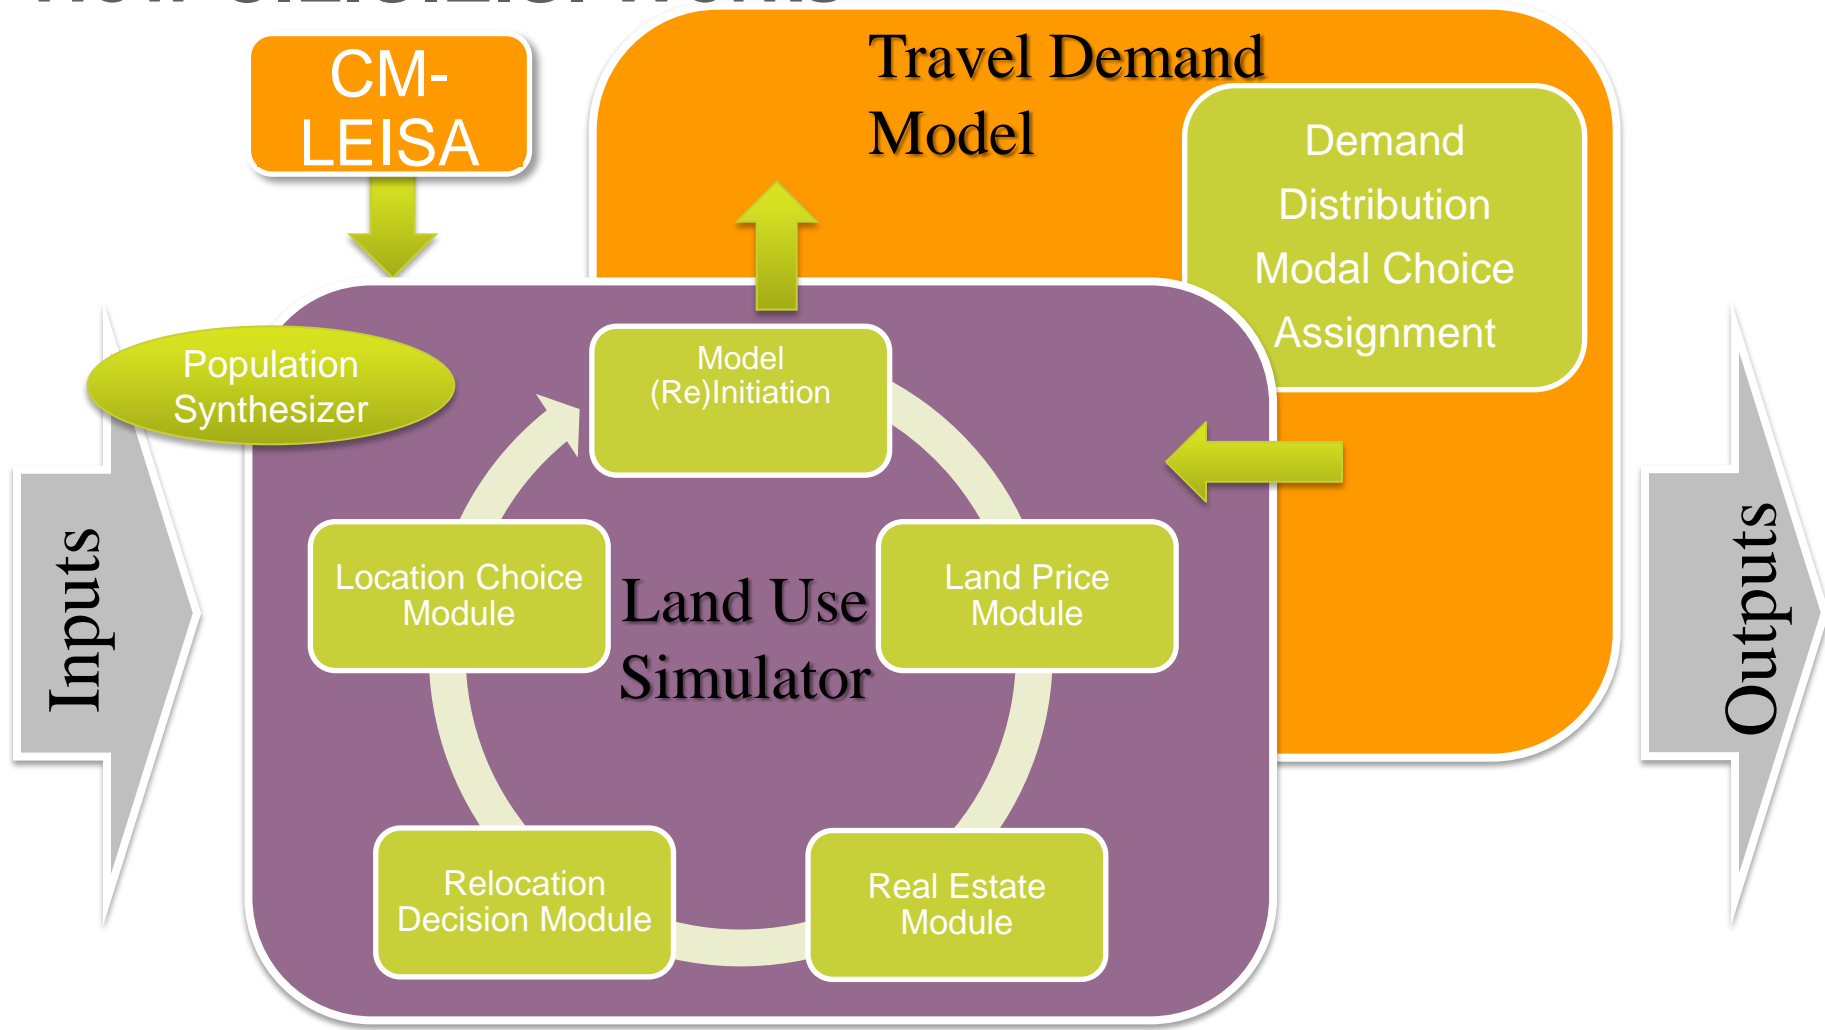 works
CM-
LEISA
Travel Demand
Model
Demand
Distribution
Modal Choice
Assignment
Population
Synthesizer
Model
(Re)Initiation
Inputs
Location Choice
Module
Land Use
Simulator
Land Price
Module
Outputs
Relocation
Decision Module
Real Estate
Module